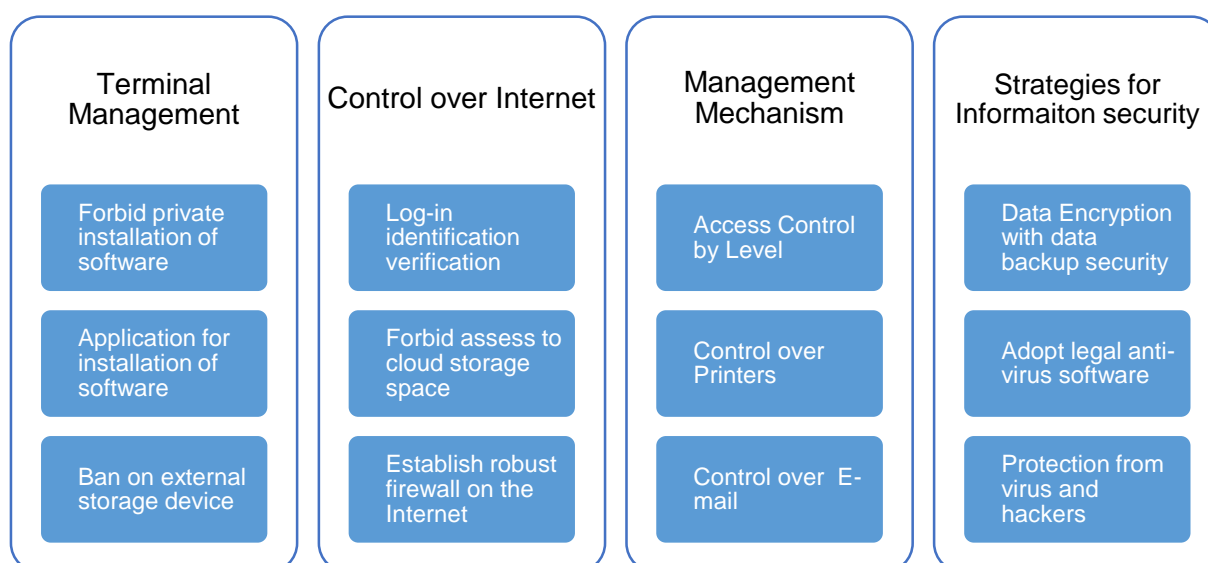 Terminal
Management
Forbid private
installation of
software
Application for
installation of
software
Ban on external
storage device
Control over Internet
Log-in
identification
verification
Forbid assess to
cloud storage
space
Establish robust
firewall on the
Internet
Management
Mechanism
Access Control
by Level
Control over
Printers
Control over  E-
mail
Strategies for
Informaiton security
Data Encryption
with data
backup security
Adopt legal anti-
virus software
Protection from
virus and
hackers